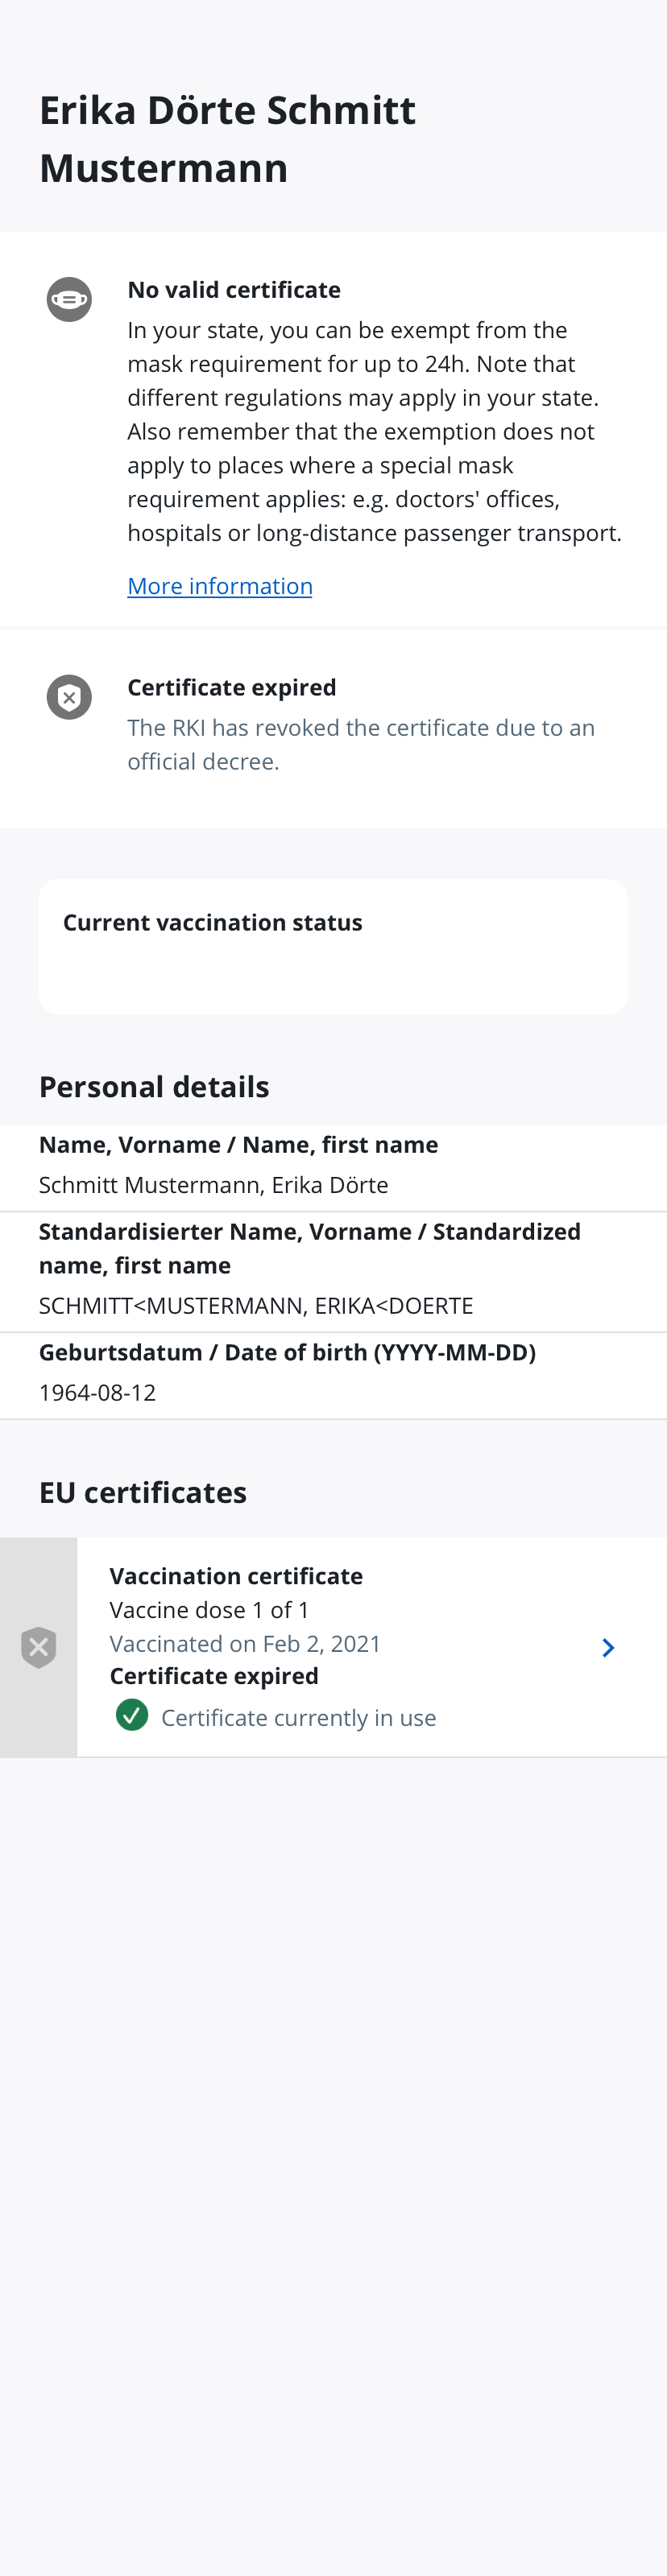 Erika Dörte Schmitt
Mustermann
No valid certificate
In your state, you can be exempt from the
mask requirement for up to 24h. Note that
different regulations may apply in your state.
Also remember that the exemption does not
apply to places where a special mask
requirement applies: e.g. doctors' offices,
hospitals or long-distance passenger transport.
More information
Certificate expired
The RKI has revoked the certificate due to an
official decree.
Current vaccination status
Personal details
Name, Vorname / Name, first name
Schmitt Mustermann, Erika Dörte
Standardisierter Name, Vorname / Standardized
name, first name
SCHMITT<MUSTERMANN, ERIKA<DOERTE
Geburtsdatum / Date of birth (YYYY-MM-DD)
1964-08-12
EU certificates
Vaccination certificate
Vaccine dose 1 of 1
Vaccinated on Feb 2, 2021
Certificate expired
Certificate currently in use